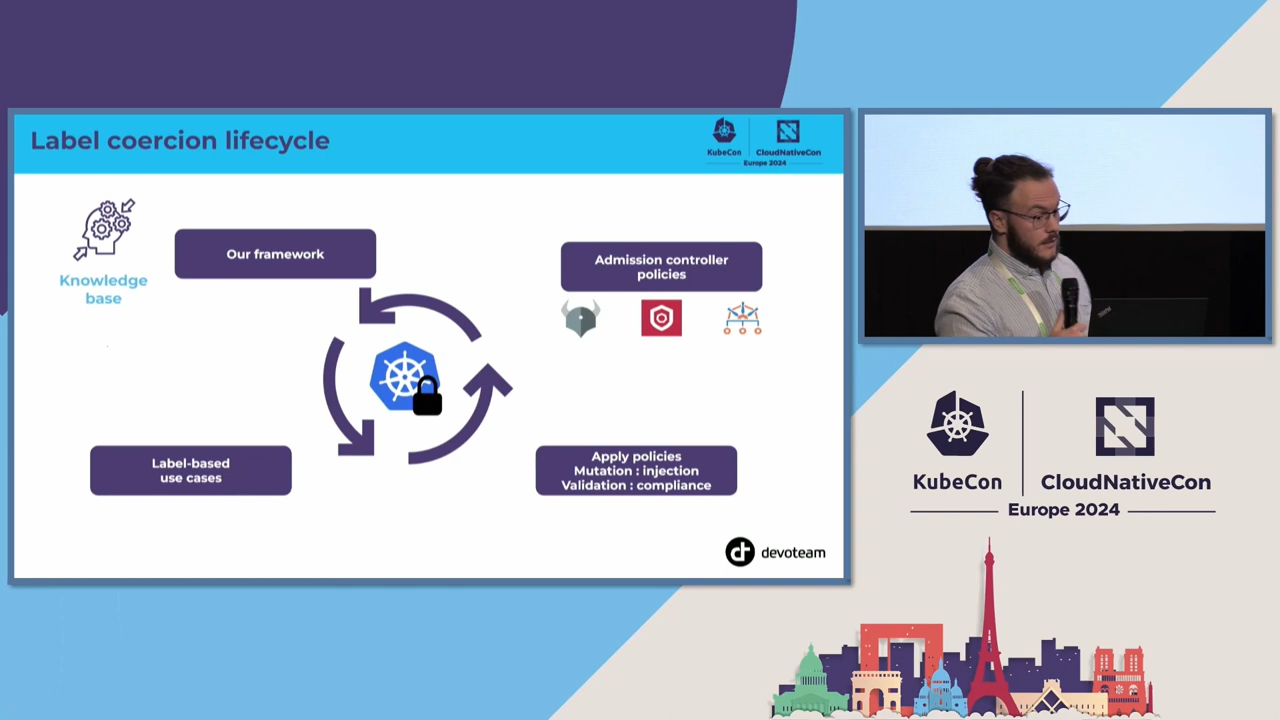 Label coercion lifecycle
KubeCon
CloudNativeCon
Europe 2024
Knowledge
base
Our framework
Admission controller
policies
Label-based
use cases
Apply policies
Mutation : injection
Validation : compliance
devoteam
KubeCon
CloudNativeCon
Europe 2024